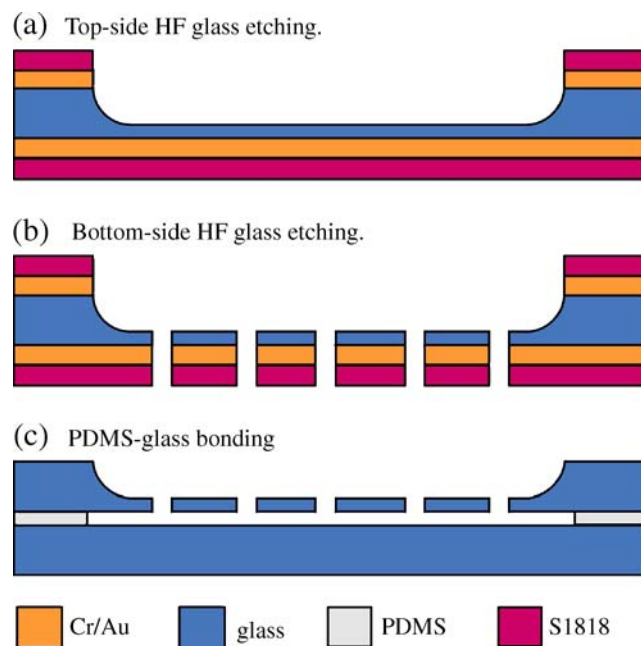 (a) Top-side HF glass etching.
(b) Bottom-side HF glass etching.
(c) PDMS-glass bonding
Cr/Au glass PDMS S1818